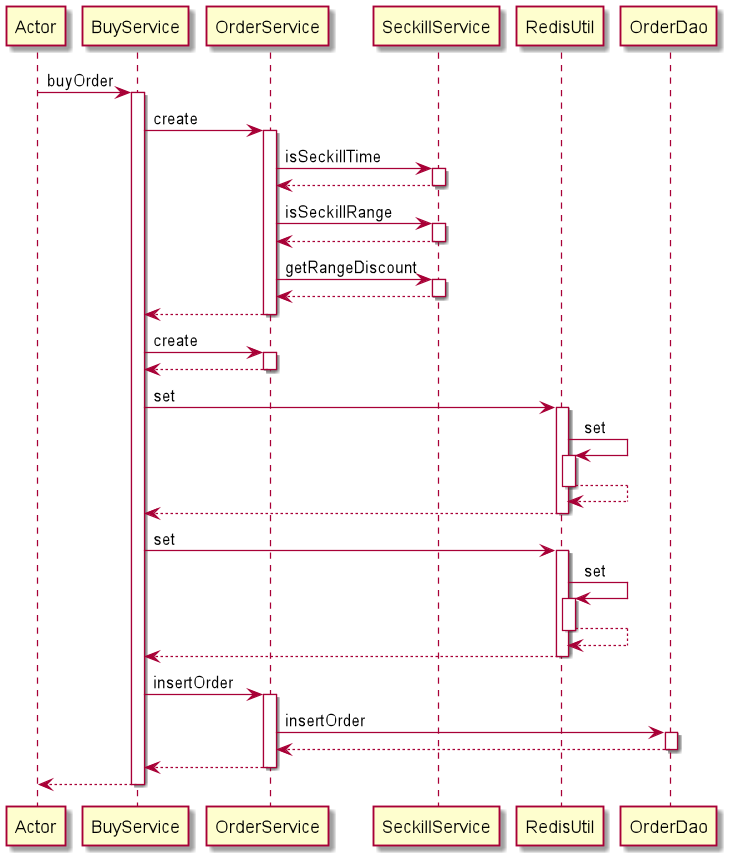 Actor BuyService OrderService SeckillService RedisUtil OrderDao
buyOrder
create
isSeckillTime
isSeckillRange
getRangeDiscount
create
set
set
set
set
insertOrder
insertOrder
Actor BuyService OrderService SeckillService RedisUtil OrderDao